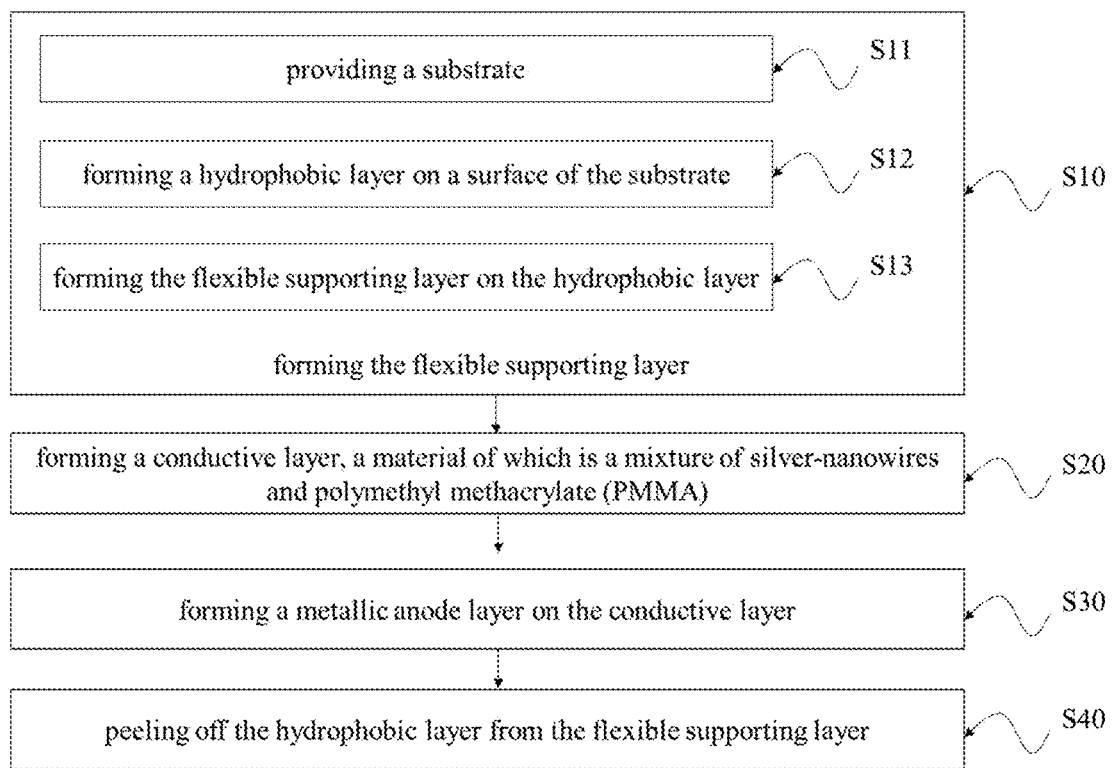 providing a substrate
S11
forming a hydrophobic layer on a surface of the substrate
S12
S10
forming the flexible supporting layer on the hydrophobic layer
S13
forming the flexible supporting layer
forming a conductive layer, a material of which is a mixture of silver-nanowires
and polymethyl methacrylate (PMMA)
S20
forming a metallic anode layer on the conductive layer
S30
peeling off the hydrophobic layer from the flexible supporting layer
S40